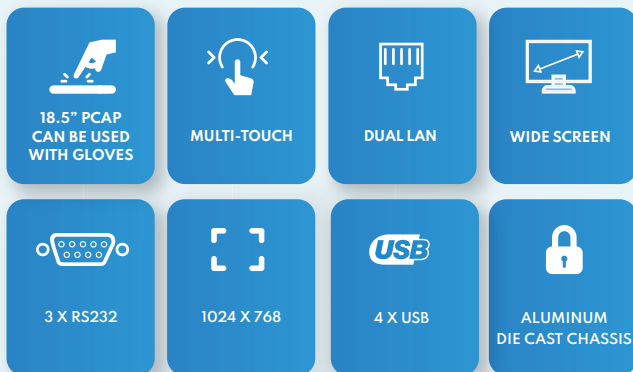 18.5” PCAP
CAN BE USED
WITH GLOVES
MULTI-TOUCH
DUAL LAN
WIDE SCREEN
3 X RS232
1024 X 768
USB
4 X USB
ALUMINUM
DIE CAST CHASSIS